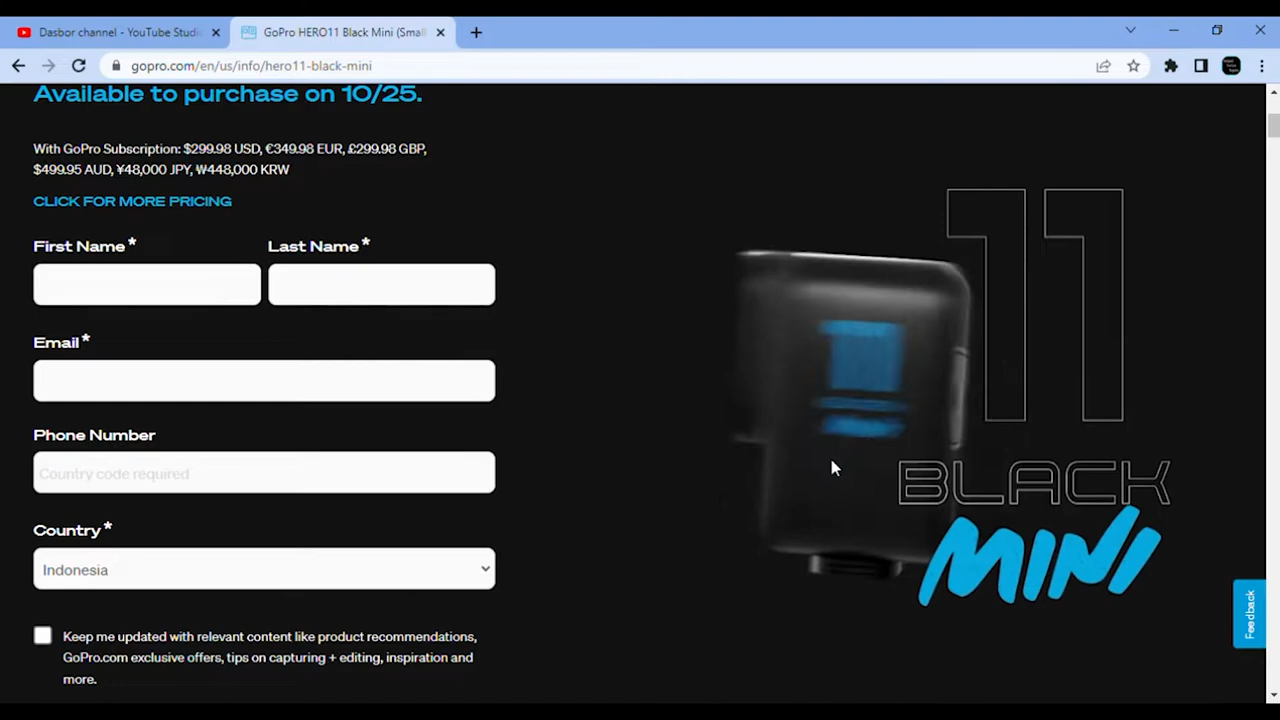 Dasbor channel - YouTube Studi
GoPro HERO11 Black Mini (Small
gopro.com/en/us/info/hero11-black-mini
Available to purchase on 10/25.
With GoPro Subscription: $299.98 USD, €349.98 EUR, £299.98 GBP,
$499.95 AUD, ¥48,000 JPY, ₩448,000 KRW
CLICK FOR MORE PRICING
First Name*
Last Name*
Email*
Phone Number
Country code required
Country*
Indonesia
Keep me updated with relevant content like product recommendations,
GoPro.com exclusive offers, tips on capturing + editing, inspiration and
more.
11
BLACK
MINI
Feedback